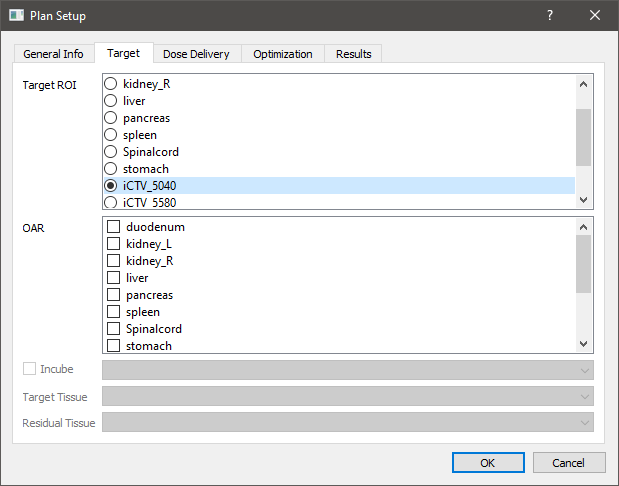 Plan Setup
?
General Info Target Dose Delivery Optimization Results
Target ROI
kidney_R
liver
pancreas
spleen
Spinalcord
stomach
iCTV_5040
iCTV_5580
OAR
duodenum
kidney_L
kidney_R
liver
pancreas
spleen
Spinalcord
stomach
Incube
Target Tissue
Residual Tissue
OK Cancel